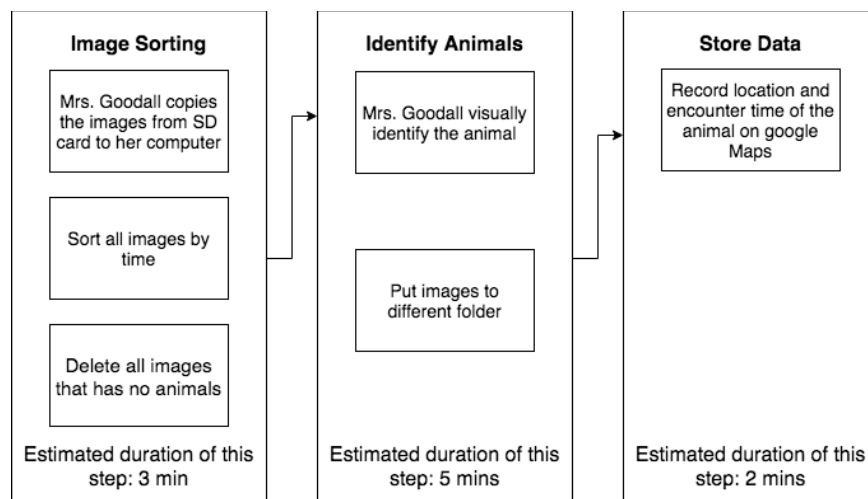 Image Sorting
Mrs. Goodall copies
the images from SD
card to her computer
Sort all images by
time
Delete all images
that has no animals
Estimated duration of this
step: 3 min
Identify Animals
Mrs. Goodall visually
identify the animal
Put images to
different folder
Estimated duration of this
step: 5 mins
Store Data
Record location and
encounter time of the
animal on google
Maps
Estimated duration of this
step: 2 mins